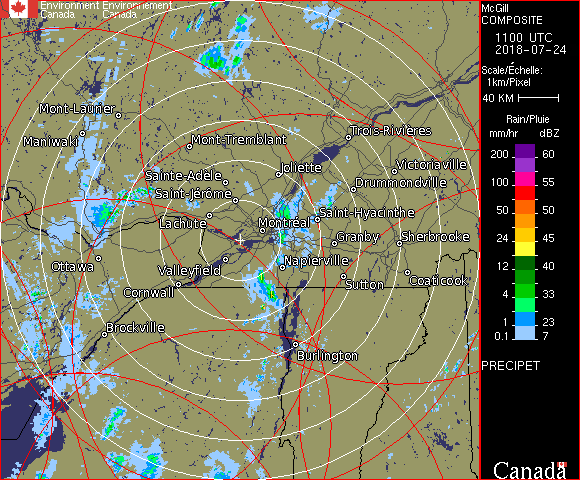 Environment Environnement
Canada Canada
McGill
COMPOSITE
1100 UTC
2018-07-24
Scale/Échelle:
1km/Pixel
40 KM
Rain/Pluie
mm/hr dBZ
200 60
100 55
50 50
24 45
12 40
4 33
1 23
0.1 7
PRECIPET
Canada
Mont-Laurier
Maniwaki
Mont-Tremblant
Trois-Rivières
Sainte-Adèle
Joliette
Victoriaville
Saint-Jérôme
Drummondville
Lachute
Montréal
Saint-Hyacinthe
Granby
Sherbrooke
Ottawa
Valleyfield
Napierville
Cornwall
Sutton
Coaticook
Brockville
Burlington